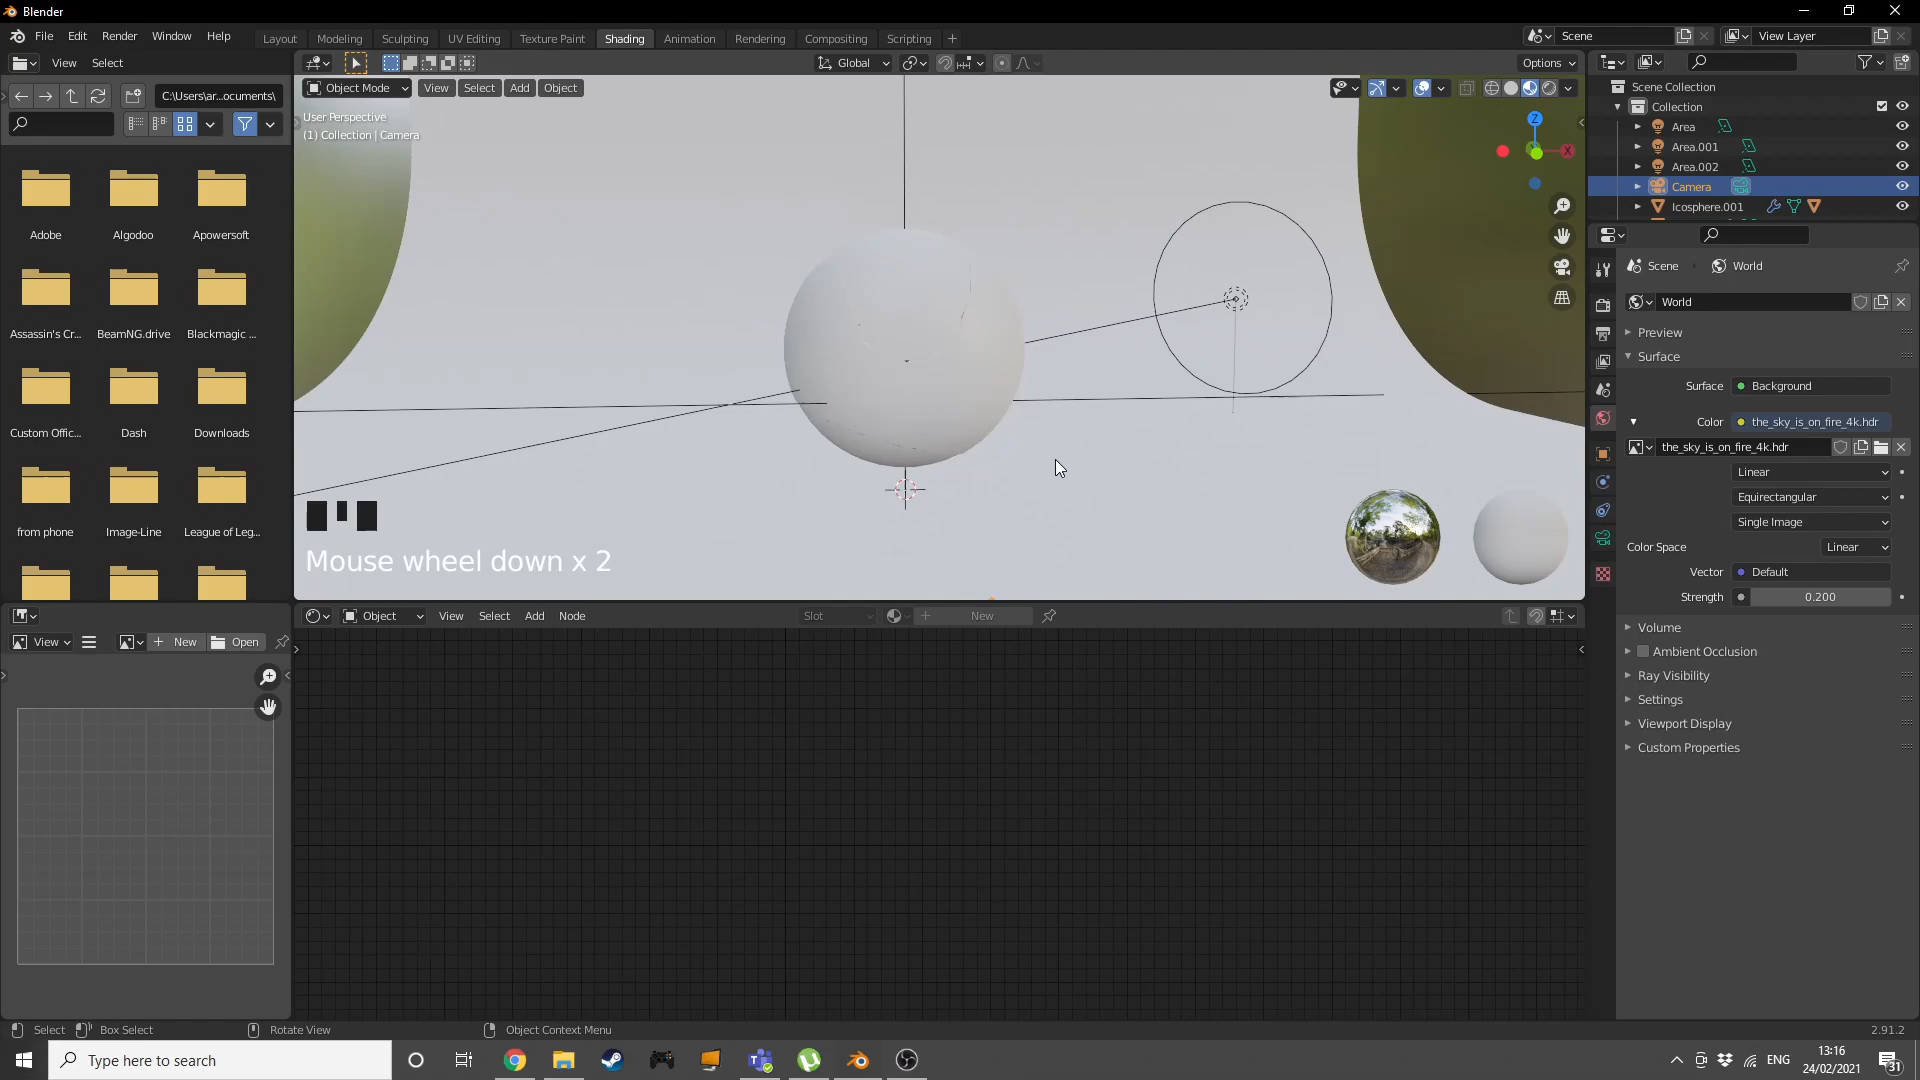 Blender
File Edit Render Window Help
Layout Modeling Sculpting UV Editing Texture Paint Shading Animation Rendering Compositing Scripting
Scene
View Layer
View Select
Global
Options
C:\Users\ar...ocuments\
Object Mode View Select Add Object
User Perspective
(1) Collection | Camera
Z
X
Scene Collection
Collection
Area
Area.001
Area.002
Camera
Icosphere.001
Adobe Algodoo Apowersoft
Assassin's Cr... BeamNG.drive Blackmagic ...
Custom Offic... Dash Downloads
from phone Image-Line League of Leg...
Mouse wheel down x 2
Scene World
World
Preview
Surface
Surface Background
Color the_sky_is_on_fire_4k.hdr
the_sky_is_on_fire_4k.hdr
Linear
Equirectangular
Single Image
Color Space Linear
Vector Default
Strength 0.200
Volume
Ambient Occlusion
Ray Visibility
Settings
Viewport Display
Custom Properties
Object View Select Add Node Slot New
View New Open
Select Box Select Rotate View Object Context Menu 2.91.2
Type here to search
ENG
13:16
24/02/2021
31